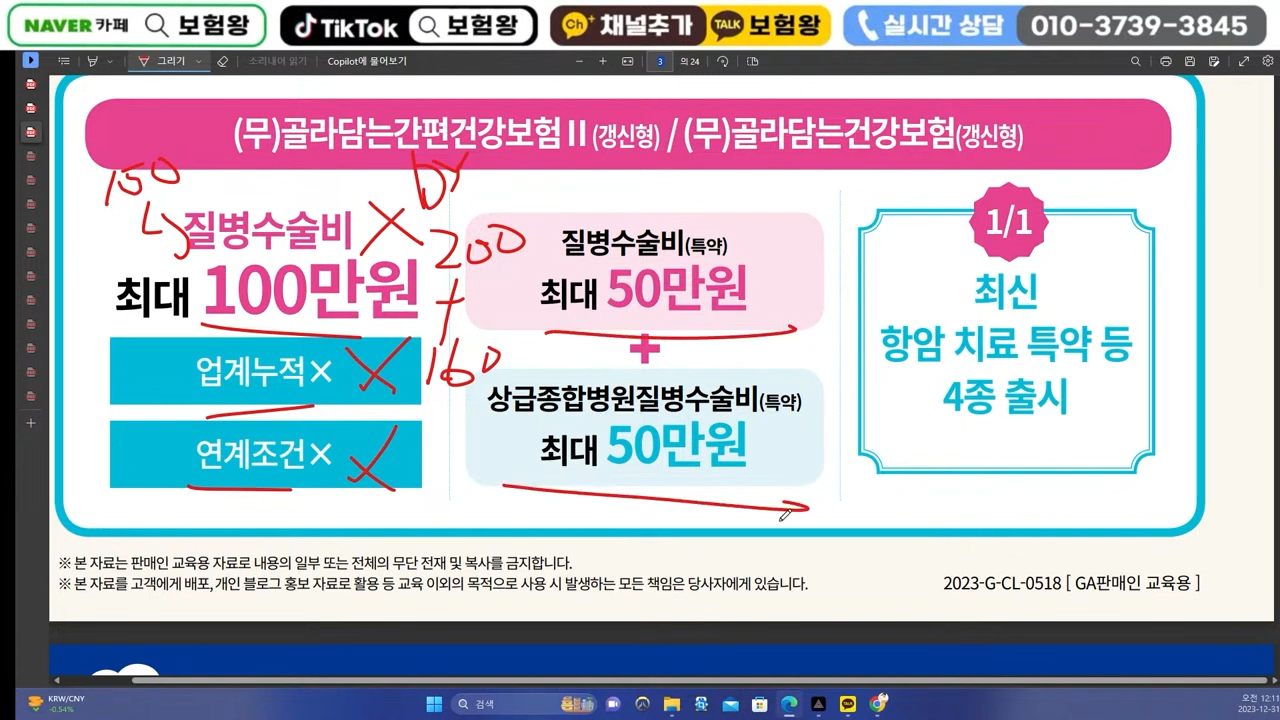 NAVER 카페 보험왕 TikTok 보험왕 Ch+ 채널추가 TALK 보험왕 실시간 상담 010-3739-3845
그리기 소리내어 읽기 Copilot에 물어보기 3 의 24
(무)골라담는간편건강보험Ⅱ(갱신형) / (무)골라담는건강보험(갱신형)
150
질병수술비
최대 100만원
업계누적×
연계조건×
200
+
160
질병수술비(특약)
최대 50만원
+
상급종합병원질병수술비(특약)
최대 50만원
1/1
최신
항암 치료 특약 등
4종 출시
※ 본 자료는 판매인 교육용 자료로 내용의 일부 또는 전체의 무단 전재 및 복사를 금지합니다.
※ 본 자료를 고객에게 배포, 개인 블로그 홍보 자료로 활용 등 교육 이외의 목적으로 사용 시 발생하는 모든 책임은 당사자에게 있습니다.
2023-G-CL-0518 [ GA판매인 교육용 ]
KRW/CNY
-0.54%
검색
오전 12:11
2023-12-31